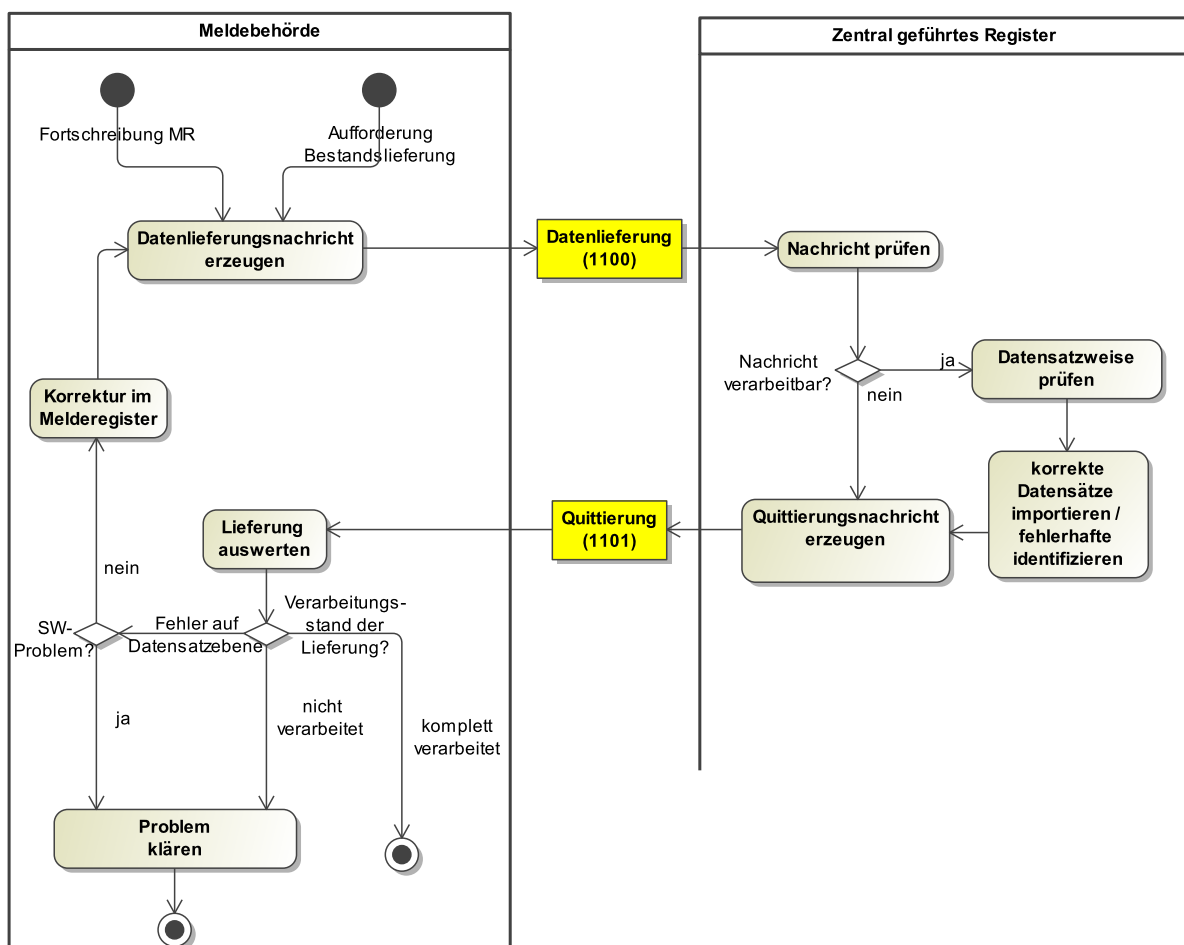 Meldebehörde
Zentral geführtes Register
Fortschreibung MR
Aufforderung
Bestandslieferung
Datenlieferungsnachricht
erzeugen
Datenlieferung
(1100)
Nachricht prüfen
Nachricht
verarbeitbar?
ja
nein
Datensatzweise
prüfen
korrekte
Datensätze
importieren /
fehlerhafte
identifizieren
Quittierungsnachricht
erzeugen
Quittierung
(1101)
Lieferung
auswerten
Verarbeitungs-
stand der
Lieferung?
Fehler auf
Datensatzebene
SW-
Problem?
nein
Korrektur im
Melderegister
ja
nicht
verarbeitet
komplett
verarbeitet
Problem
klären